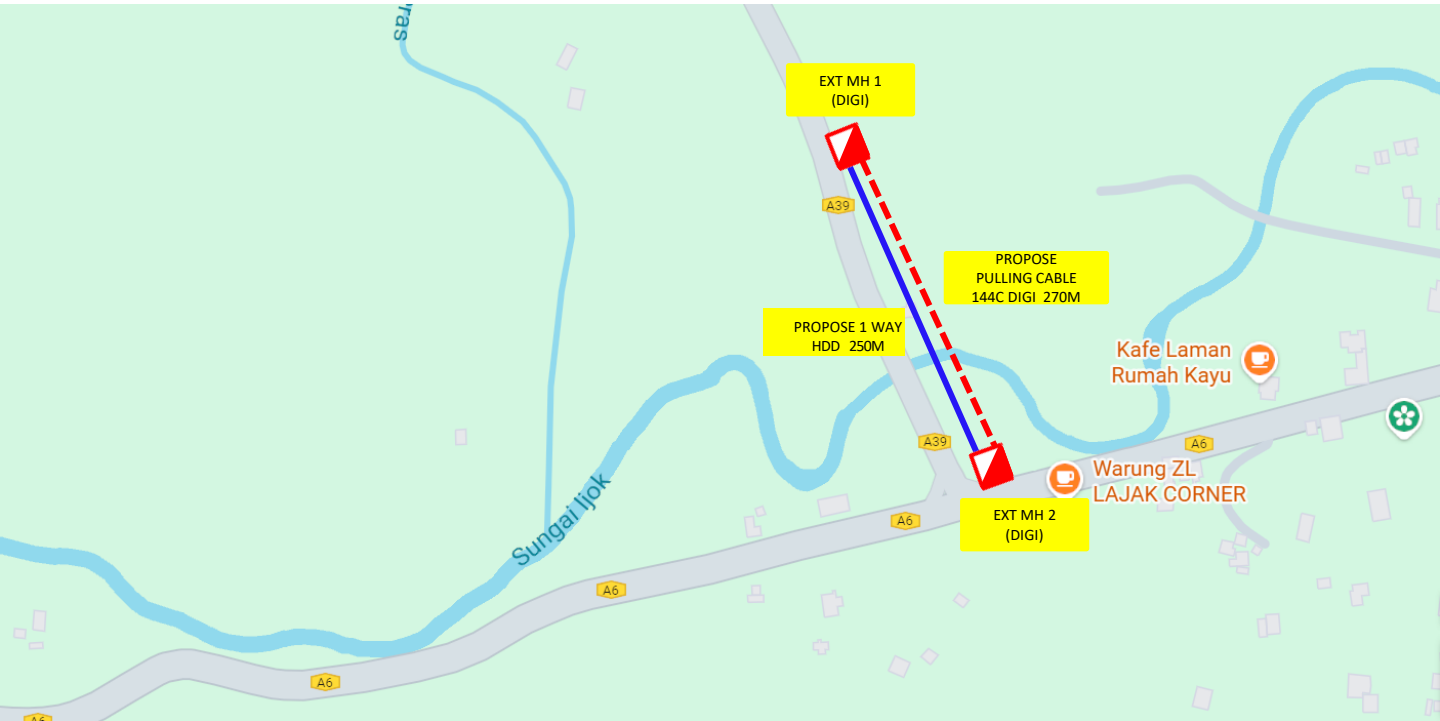 ras
EXT MH 1
(DIGI)
A39
PROPOSE
PULLING CABLE
144C DIGI 270M
PROPOSE 1 WAY
HDD 250M
Kafe Laman
Rumah Kayu
A39
A6
Warung ZL
LAJAK CORNER
Sungai Ijok
EXT MH 2
(DIGI)
A6
A6
A6
A6